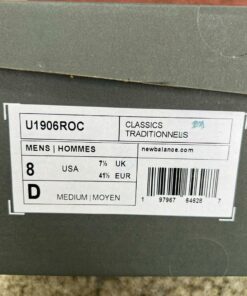 U1906ROC
CLASSICS
TRADITIONNELS
MENS | HOMMES
newbalance.com
8 USA 7½ UK
41½ EUR
D MEDIUM | MOYEN
1 97967 64628 7